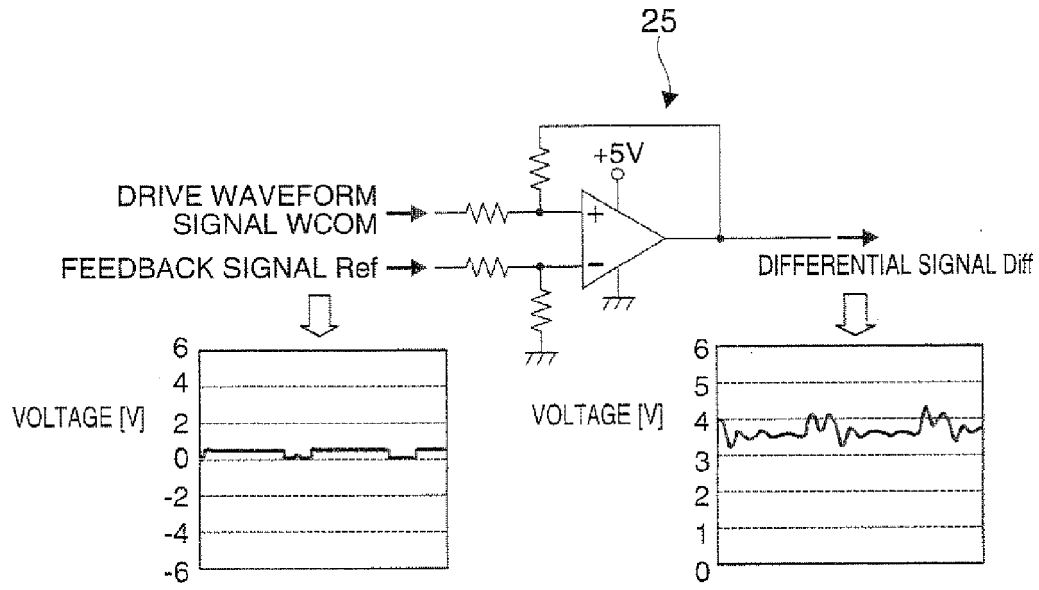 25
+5V
DRIVE WAVEFORM
SIGNAL WCOM
+
FEEDBACK SIGNAL Ref
−
DIFFERENTIAL SIGNAL Diff
VOLTAGE [V]
6
4
2
0
-2
-4
-6
VOLTAGE [V]
6
5
4
3
2
1
0